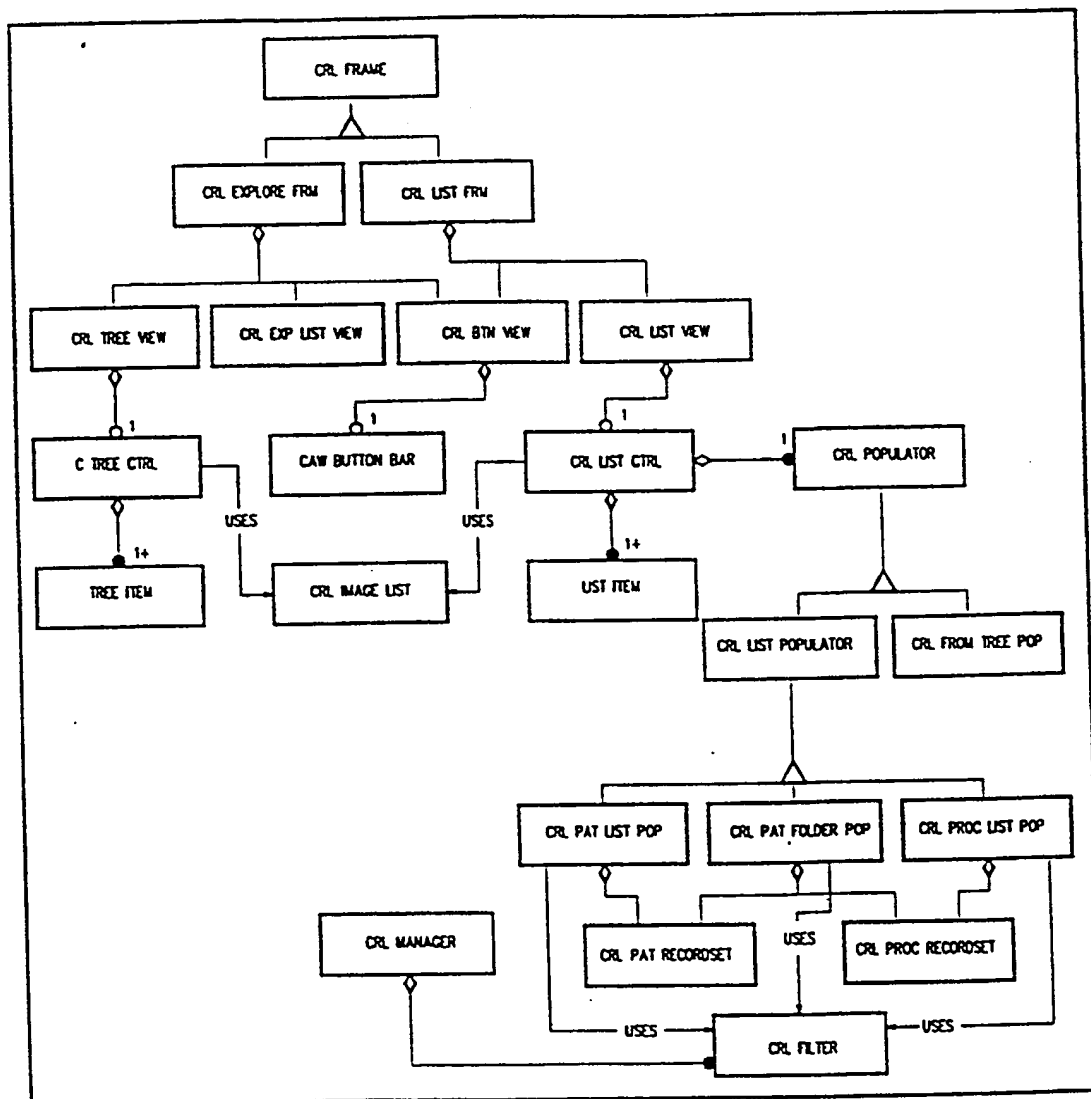 CRL FRAME
CRL EXPLORE FRM
CRL LIST FRM
CRL TREE VIEW
CRL EXP LIST VIEW
CRL BTN VIEW
CRL LIST VIEW
1
1
1
1
C TREE CTRL
CAW BUTTON BAR
CRL LIST CTRL
CRL POPULATOR
USES
USES
1+
1+
TREE ITEM
CRL IMAGE LIST
LIST ITEM
CRL LIST POPULATOR
CRL FROM TREE POP
CRL PAT LIST POP
CRL PAT FOLDER POP
CRL PROC LIST POP
CRL MANAGER
CRL PAT RECORDSET
USES
CRL PROC RECORDSET
USES
USES
CRL FILTER